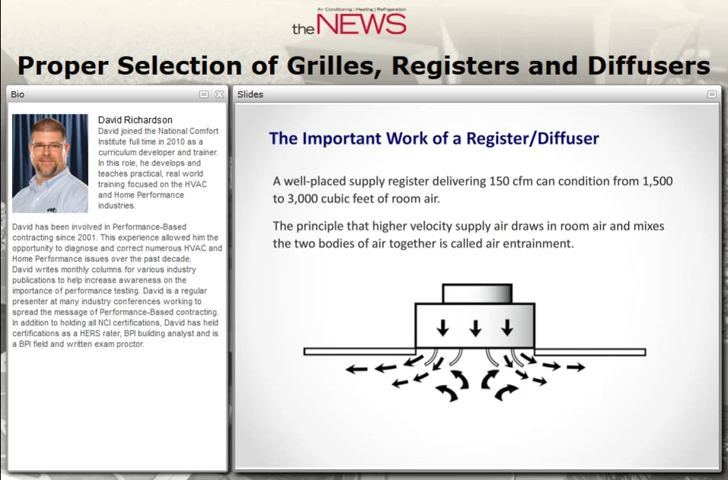 Air Conditioning | Heating | Refrigeration
the NEWS
Proper Selection of Grilles, Registers and Diffusers
Bio
David Richardson
David joined the National Comfort
Institute full time in 2010 as a
curriculum developer and trainer.
In this role, he develops and
teaches practical, real world
training focused on the HVAC
and Home Performance
industries.
David has been involved in Performance-Based
contracting since 2001. This experience allowed him the
opportunity to diagnose and correct numerous HVAC and
Home Performance issues over the past decade.
David writes monthly columns for various industry
publications to help increase awareness on the
importance of performance testing. David is a regular
presenter at many industry conferences working to
spread the message of Performance-Based contracting.
In addition to holding all NCI certifications, David has held
certifications as a HERS rater, BPI building analyst and is
a BPI field and written exam proctor.
Slides
The Important Work of a Register/Diffuser
A well-placed supply register delivering 150 cfm can condition from 1,500
to 3,000 cubic feet of room air.
The principle that higher velocity supply air draws in room air and mixes
the two bodies of air together is called air entrainment.